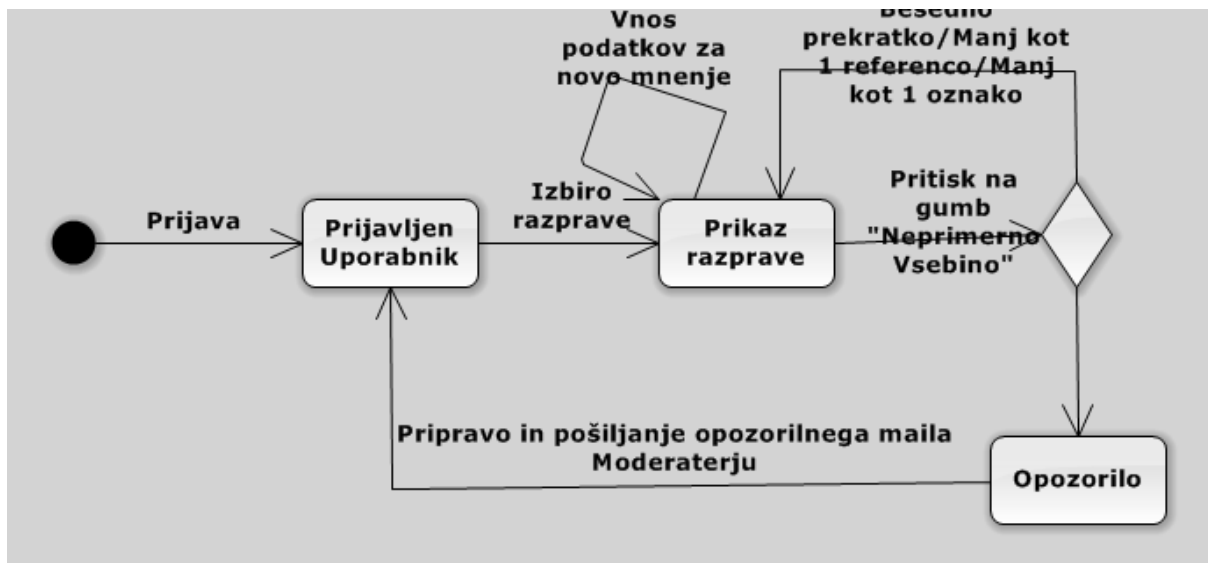 Vnos
podatkov za
novo mnenje
Besedilo
prekratko/Manj kot
1 referenco/Manj
kot 1 oznako
Prijava
Prijavljen
Uporabnik
Izbiro
razprave
Prikaz
razprave
Pritisk na
gumb
"Neprimerno
Vsebino"
Pripravo in pošiljanje opozorilnega maila
Moderaterju
Opozorilo